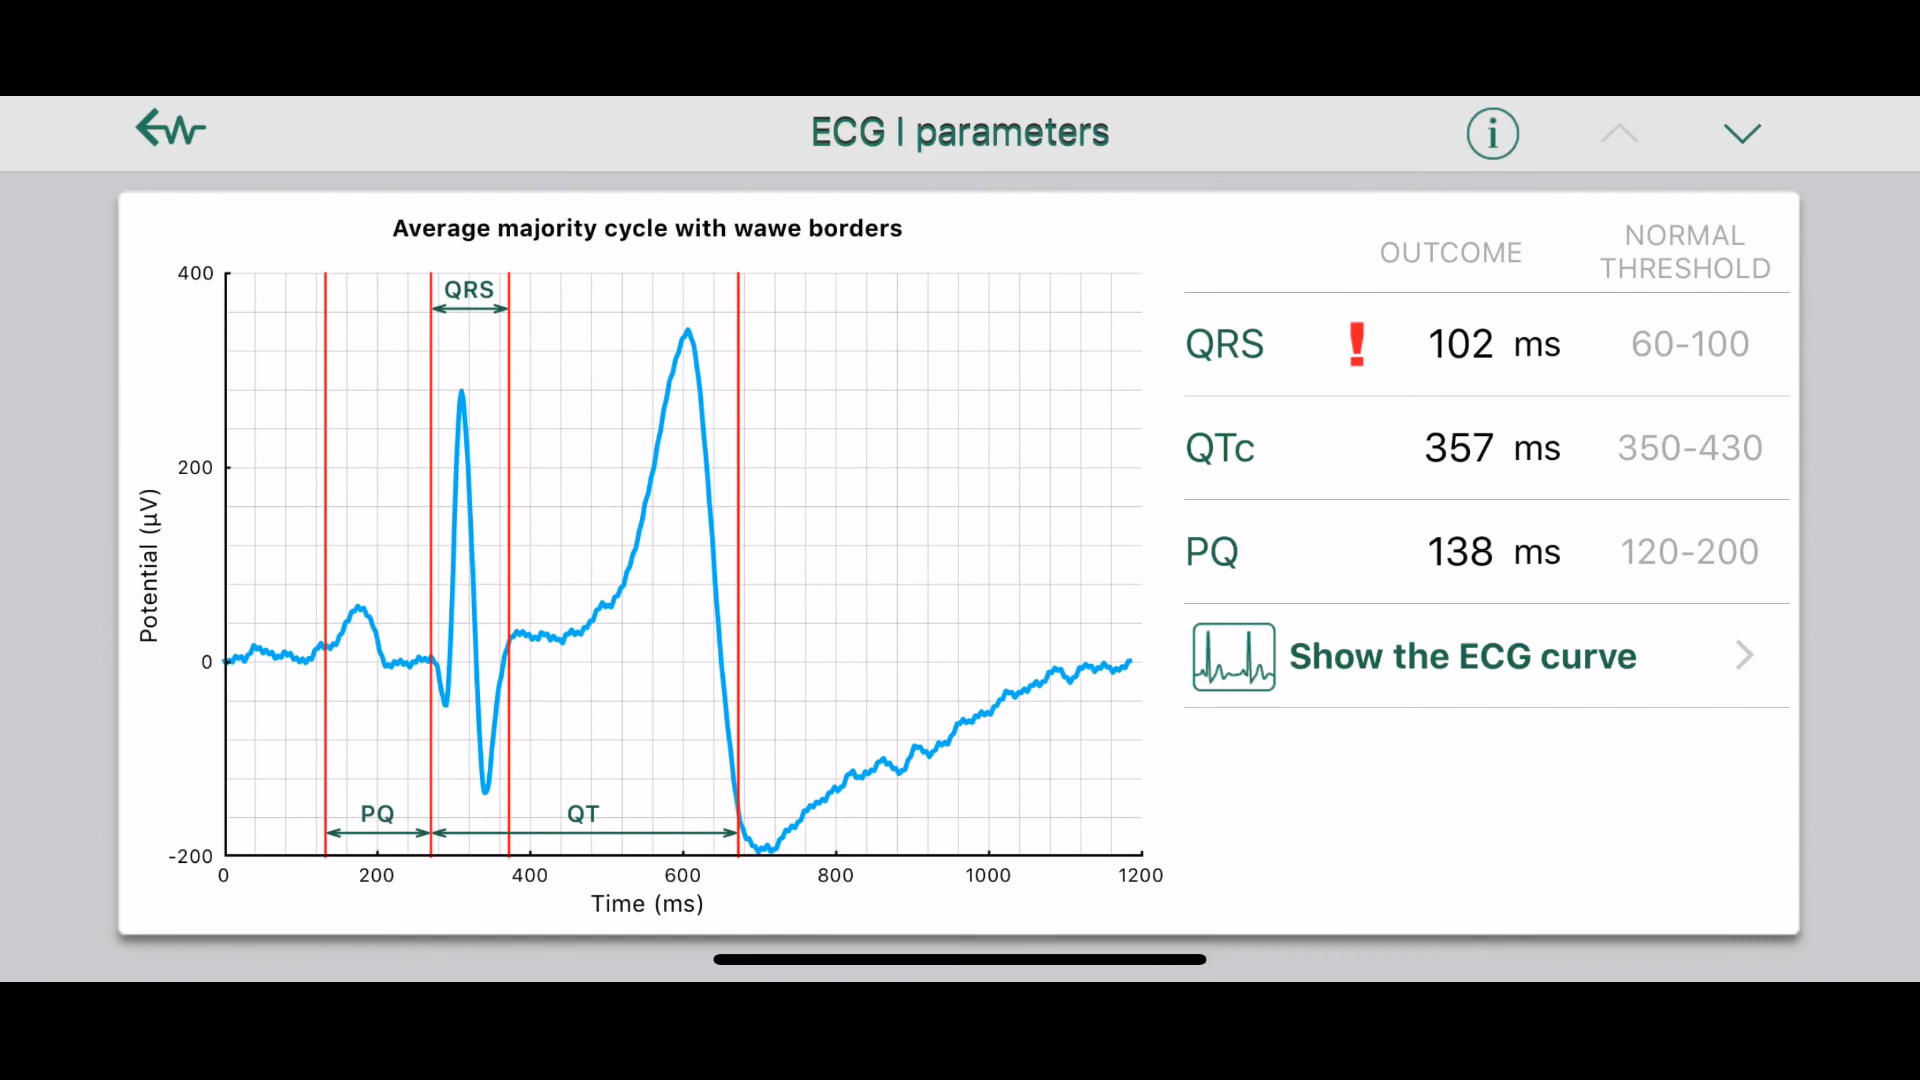 ECG I parameters
i
Average majority cycle with wawe borders
OUTCOME
NORMAL
THRESHOLD
400
200
0
-200
Potential (µV)
QRS
PQ
QT
0 200 400 600 800 1000 1200
Time (ms)
QRS ! 102 ms 60-100
QTc 357 ms 350-430
PQ 138 ms 120-200
Show the ECG curve